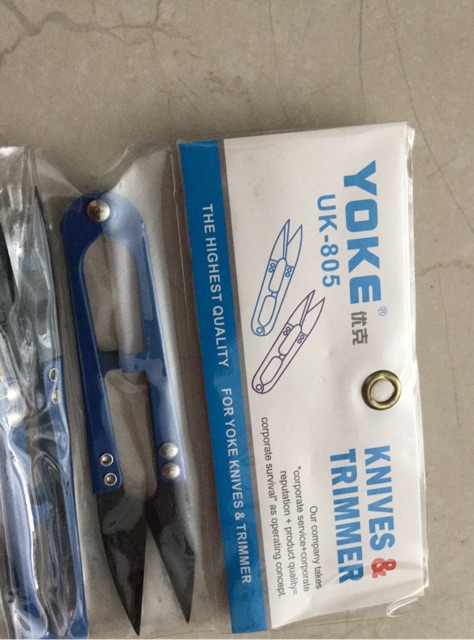 YOKE® 优克
UK-805
KNIVES &
TRIMMER
THE HIGHEST QUALITY FOR YOKE KNIVES & TRIMMER
Our company takes
"corporate service+corporate
reputation + product quality=
corporate survival" as operating concept.